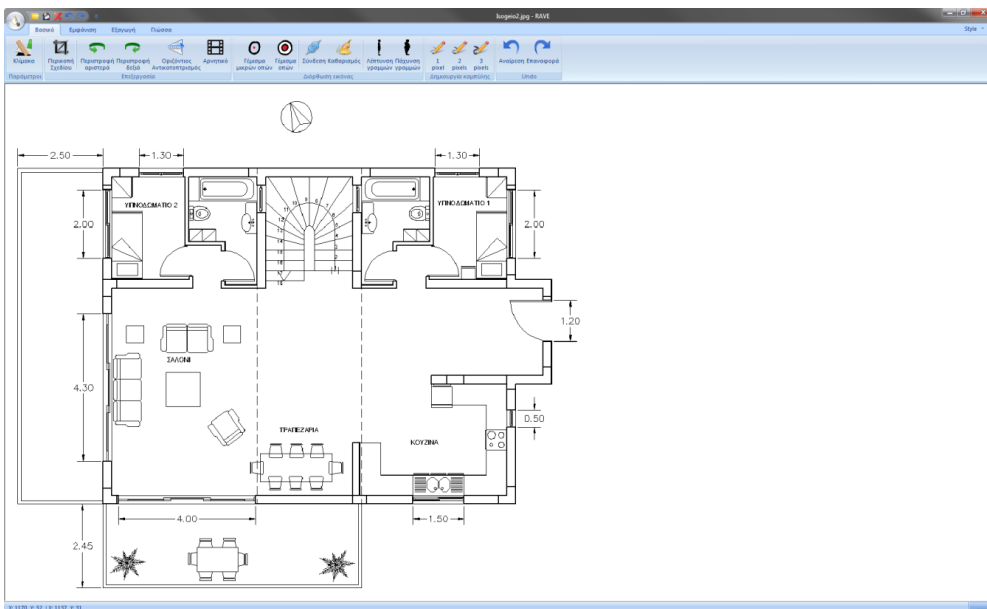 Isogeio2.jpg - RAVE
Βασικό Εμφάνιση Εξαγωγή Γλώσσα Style
Κλίμακα Περικοπή Περιστροφή Περιστροφή Οριζόντιος Αρνητικό Γέμισμα Γέμισμα Σύνδεση Καθαρισμός Λέπτυνση Πάχυνση 1 2 3 Αναίρεση Επαναφορά
Σχεδίου αριστερά δεξιά Αντικατοπτρισμός μικρών οπών οπών γραμμών γραμμών pixel pixels pixels
Παράμετροι Επεξεργασία Διόρθωση εικόνας Δημιουργία καμπύλης Undo
2.50 1.30 1.30
ΥΠΝΟΔΩΜΑΤΙΟ 2 ΥΠΝΟΔΩΜΑΤΙΟ 1
2.00 2.00
1.20
ΣΑΛΟΝΙ
4.30
0.50
ΤΡΑΠΕΖΑΡΙΑ
ΚΟΥΖΙΝΑ
4.00 1.50
2.45